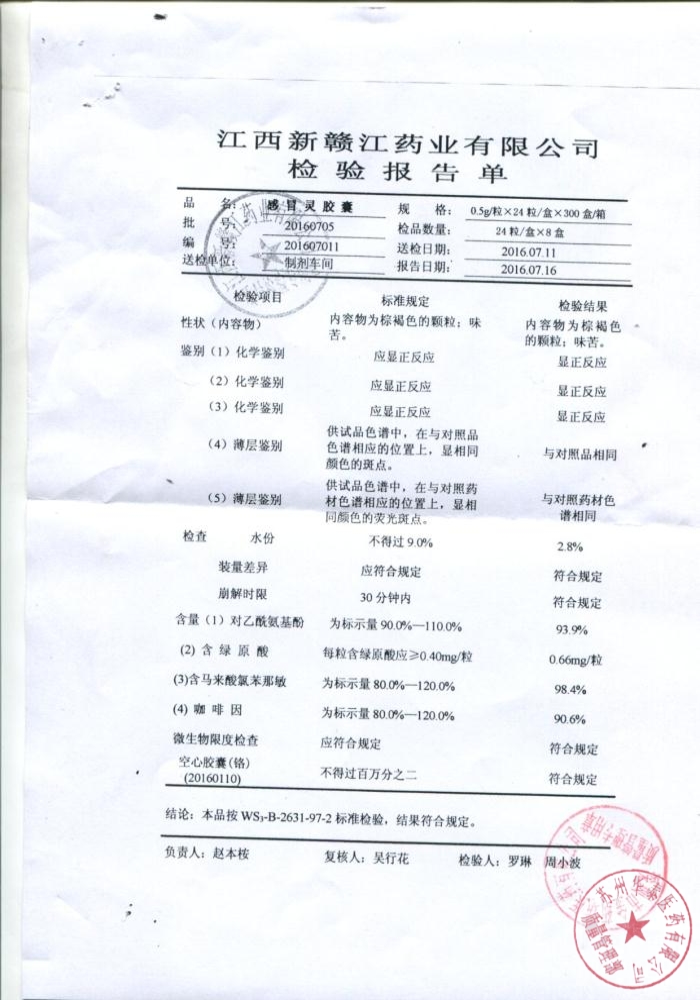 江西新赣江药业有限公司
检验报告单
品名: 感冒灵胶囊 规格: 0.5g/粒×24粒/盒×300盒/箱
批号: 20160705 检品数量: 24粒/盒×8盒
编号: 201607011 送检日期: 2016.07.11
送检单位: 制剂车间 报告日期: 2016.07.16
检验项目 标准规定 检验结果
性状（内容物） 内容物为棕褐色的颗粒；味苦。 内容物为棕褐色的颗粒；味苦。
鉴别（1）化学鉴别 应显正反应 显正反应
（2）化学鉴别 应显正反应 显正反应
（3）化学鉴别 应显正反应 显正反应
（4）薄层鉴别 供试品色谱中，在与对照品色谱相应的位置上，显相同颜色的斑点。 与对照品相同
（5）薄层鉴别 供试品色谱中，在与对照药材色谱相应的位置上，显相同颜色的荧光斑点。 与对照药材色谱相同
检查 水份 不得过9.0% 2.8%
装量差异 应符合规定 符合规定
崩解时限 30分钟内 符合规定
含量（1）对乙酰氨基酚 为标示量90.0%—110.0% 93.9%
(2) 含绿原酸 每粒含绿原酸应≥0.40mg/粒 0.66mg/粒
(3)含马来酸氯苯那敏 为标示量80.0%—120.0% 98.4%
(4) 咖啡因 为标示量80.0%—120.0% 90.6%
微生物限度检查 应符合规定 符合规定
空心胶囊(铬) 不得过百万分之二 符合规定
(20160110)
结论：本品按WS₃-B-2631-97-2标准检验，结果符合规定。
负责人：赵本桉 复核人：吴行花 检验人：罗琳 周小波